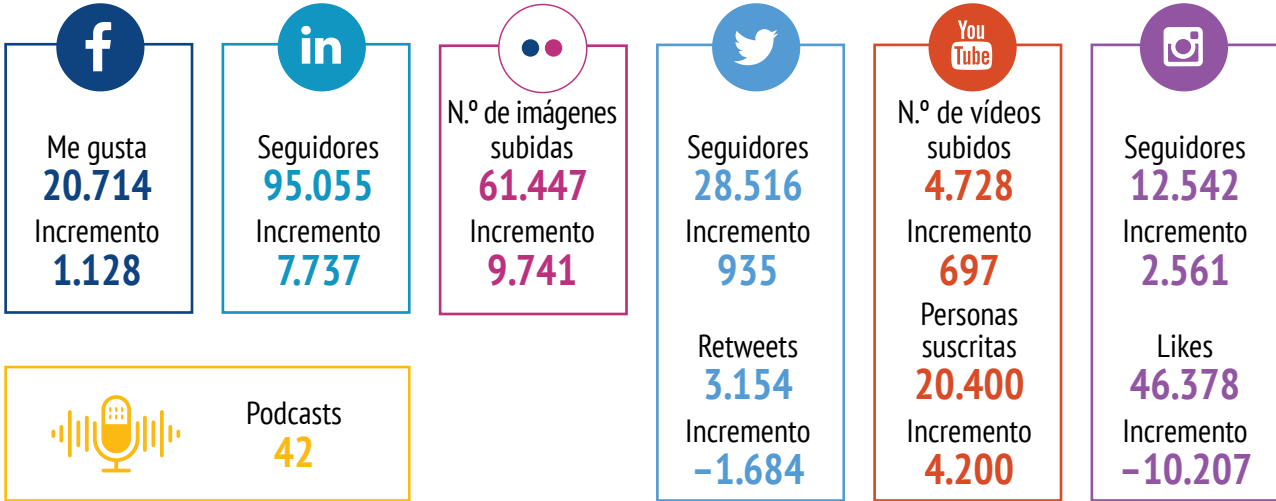 f
Me gusta
20.714
Incremento
1.128
in
Seguidores
95.055
Incremento
7.737
N.º de imágenes
subidas
61.447
Incremento
9.741
Seguidores
28.516
Incremento
935
Retweets
3.154
Incremento
−1.684
You
Tube
N.º de vídeos
subidos
4.728
Incremento
697
Personas
suscritas
20.400
Incremento
4.200
Seguidores
12.542
Incremento
2.561
Likes
46.378
Incremento
−10.207
Podcasts
42